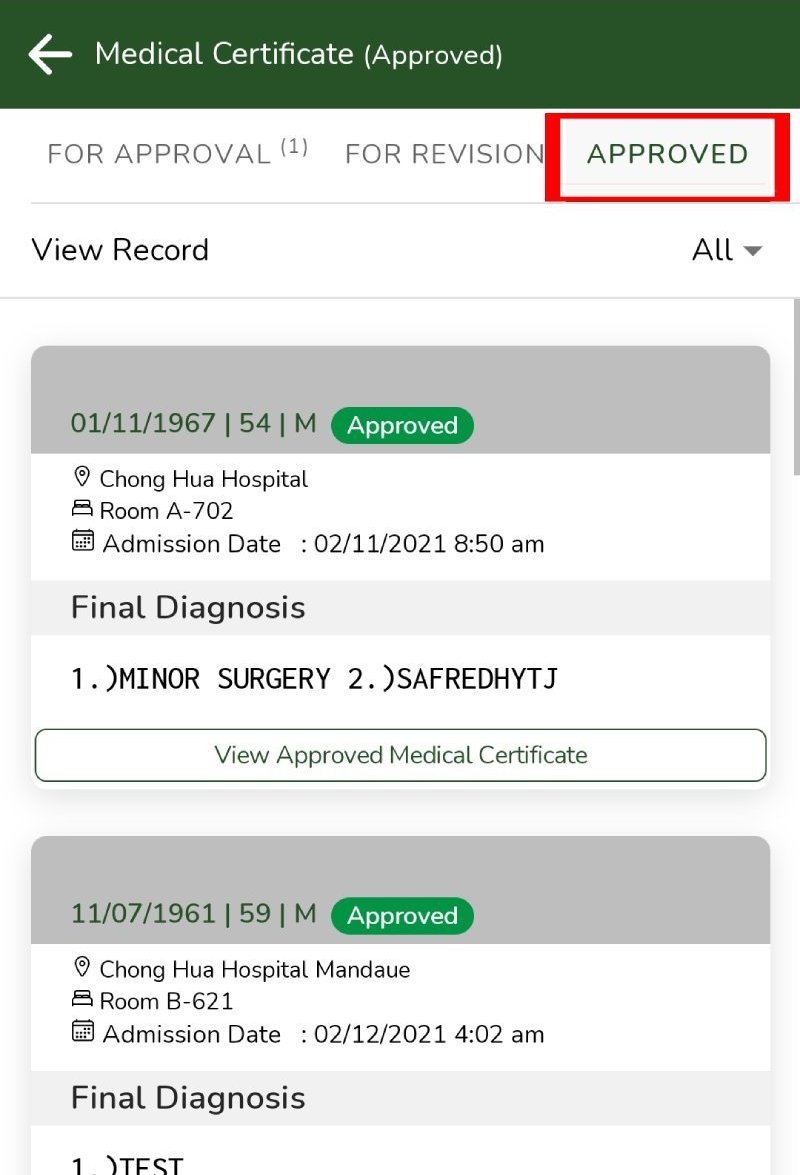 Medical Certificate (Approved)
FOR APPROVAL (1) FOR REVISION APPROVED
View Record All
01/11/1967 | 54 | M Approved
Chong Hua Hospital
Room A-702
Admission Date : 02/11/2021 8:50 am
Final Diagnosis
1.)MINOR SURGERY 2.)SAFREDHYTJ
View Approved Medical Certificate
11/07/1961 | 59 | M Approved
Chong Hua Hospital Mandaue
Room B-621
Admission Date : 02/12/2021 4:02 am
Final Diagnosis
1.)TEST